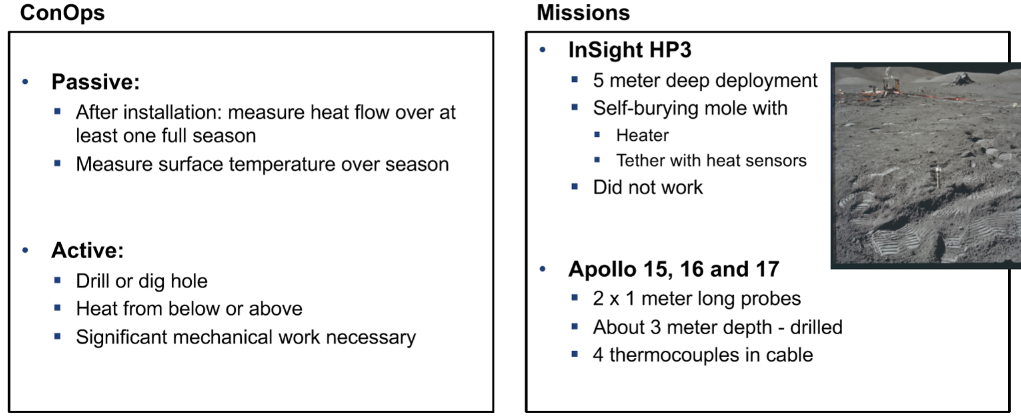 ConOps
• Passive:
▪ After installation: measure heat flow over at
least one full season
▪ Measure surface temperature over season
• Active:
▪ Drill or dig hole
▪ Heat from below or above
▪ Significant mechanical work necessary
Missions
• InSight HP3
▪ 5 meter deep deployment
▪ Self-burying mole with
▪ Heater
▪ Tether with heat sensors
▪ Did not work
• Apollo 15, 16 and 17
▪ 2 x 1 meter long probes
▪ About 3 meter depth - drilled
▪ 4 thermocouples in cable